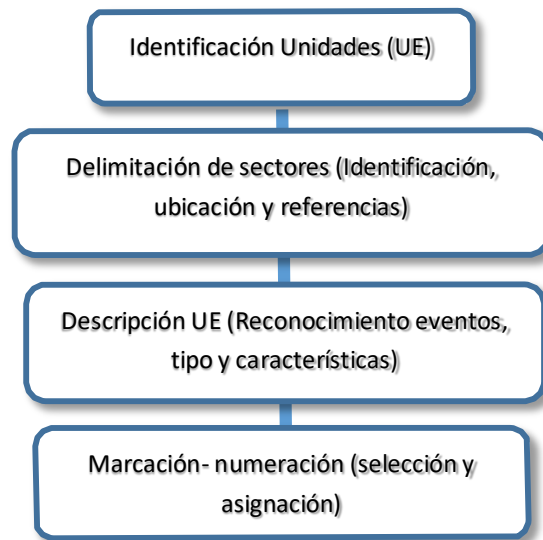 Identificación Unidades (UE)
Delimitación de sectores (Identificación,
ubicación y referencias)
Descripción UE (Reconocimiento eventos,
tipo y características)
Marcación- numeración (selección y
asignación)